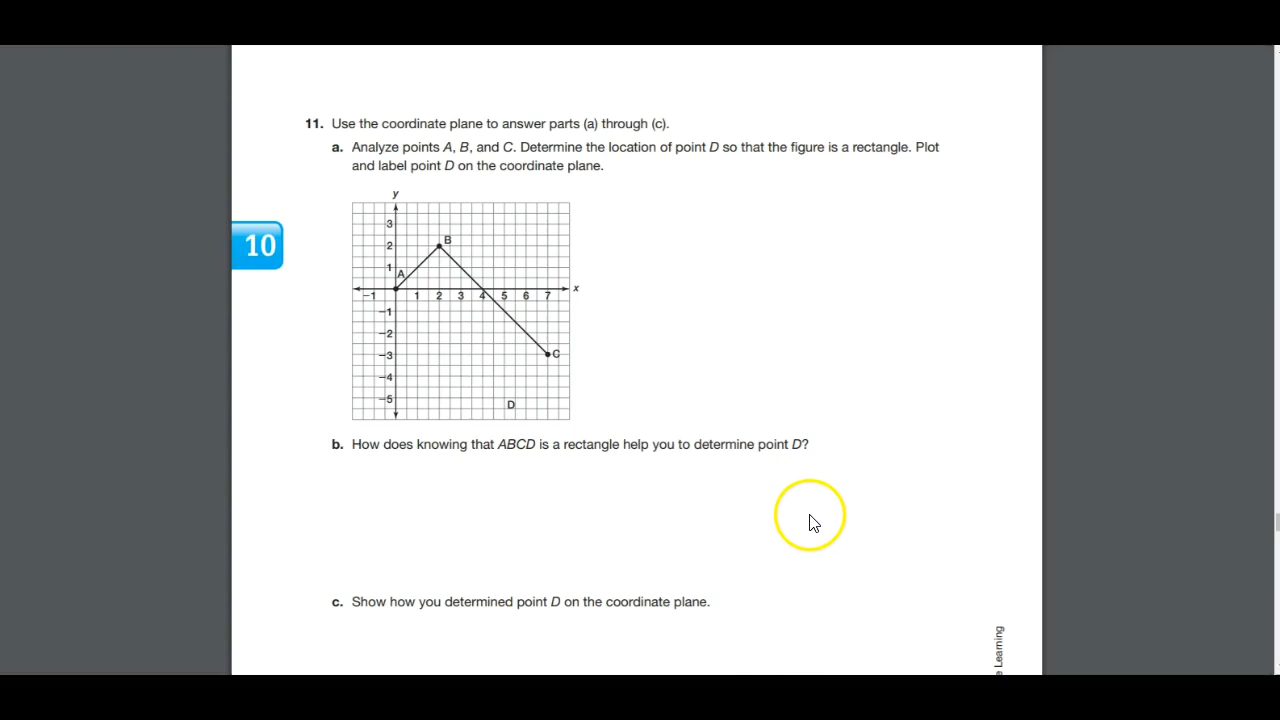 11. Use the coordinate plane to answer parts (a) through (c).
a. Analyze points A, B, and C. Determine the location of point D so that the figure is a rectangle. Plot
and label point D on the coordinate plane.
y
3
B
10
2
A
1
x
−1 1 2 3 4 5 6 7
−1
−2
−3
C
−4
−5
D
b. How does knowing that ABCD is a rectangle help you to determine point D?
c. Show how you determined point D on the coordinate plane.
e Learning